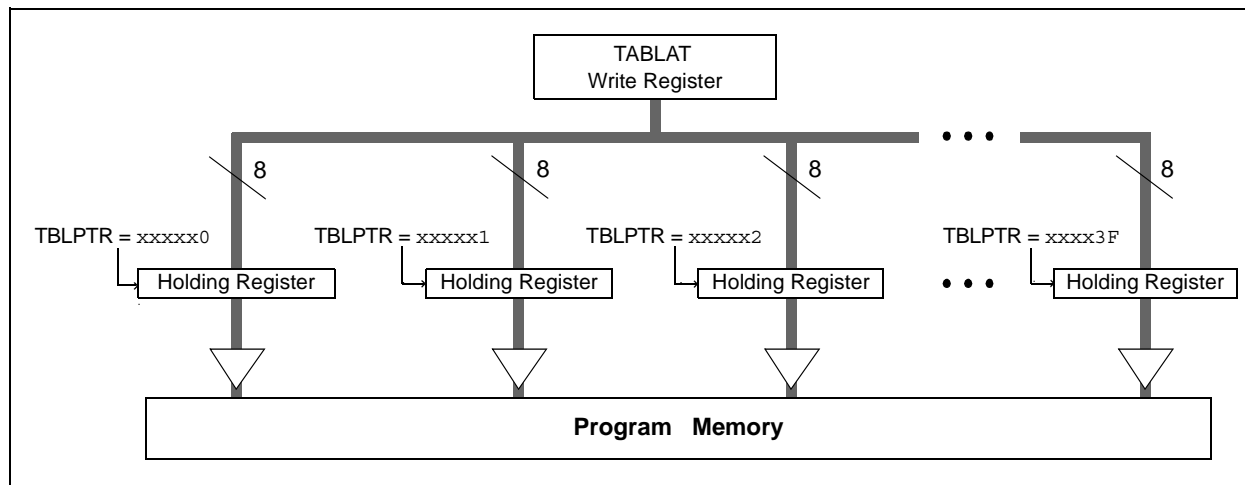 TABLAT
Write Register
8
8
8
8
TBLPTR = xxxxx0
TBLPTR = xxxxx1
TBLPTR = xxxxx2
TBLPTR = xxxx3F
Holding Register
Holding Register
Holding Register
Holding Register
Program Memory